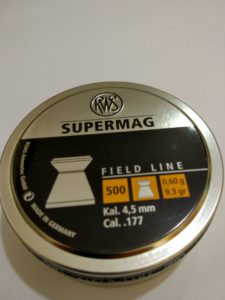 RWS
SUPERMAG
FIELD LINE
500
0,60 g
9.3 gr
Kal. 4,5 mm
Cal. .177
MADE IN GERMANY